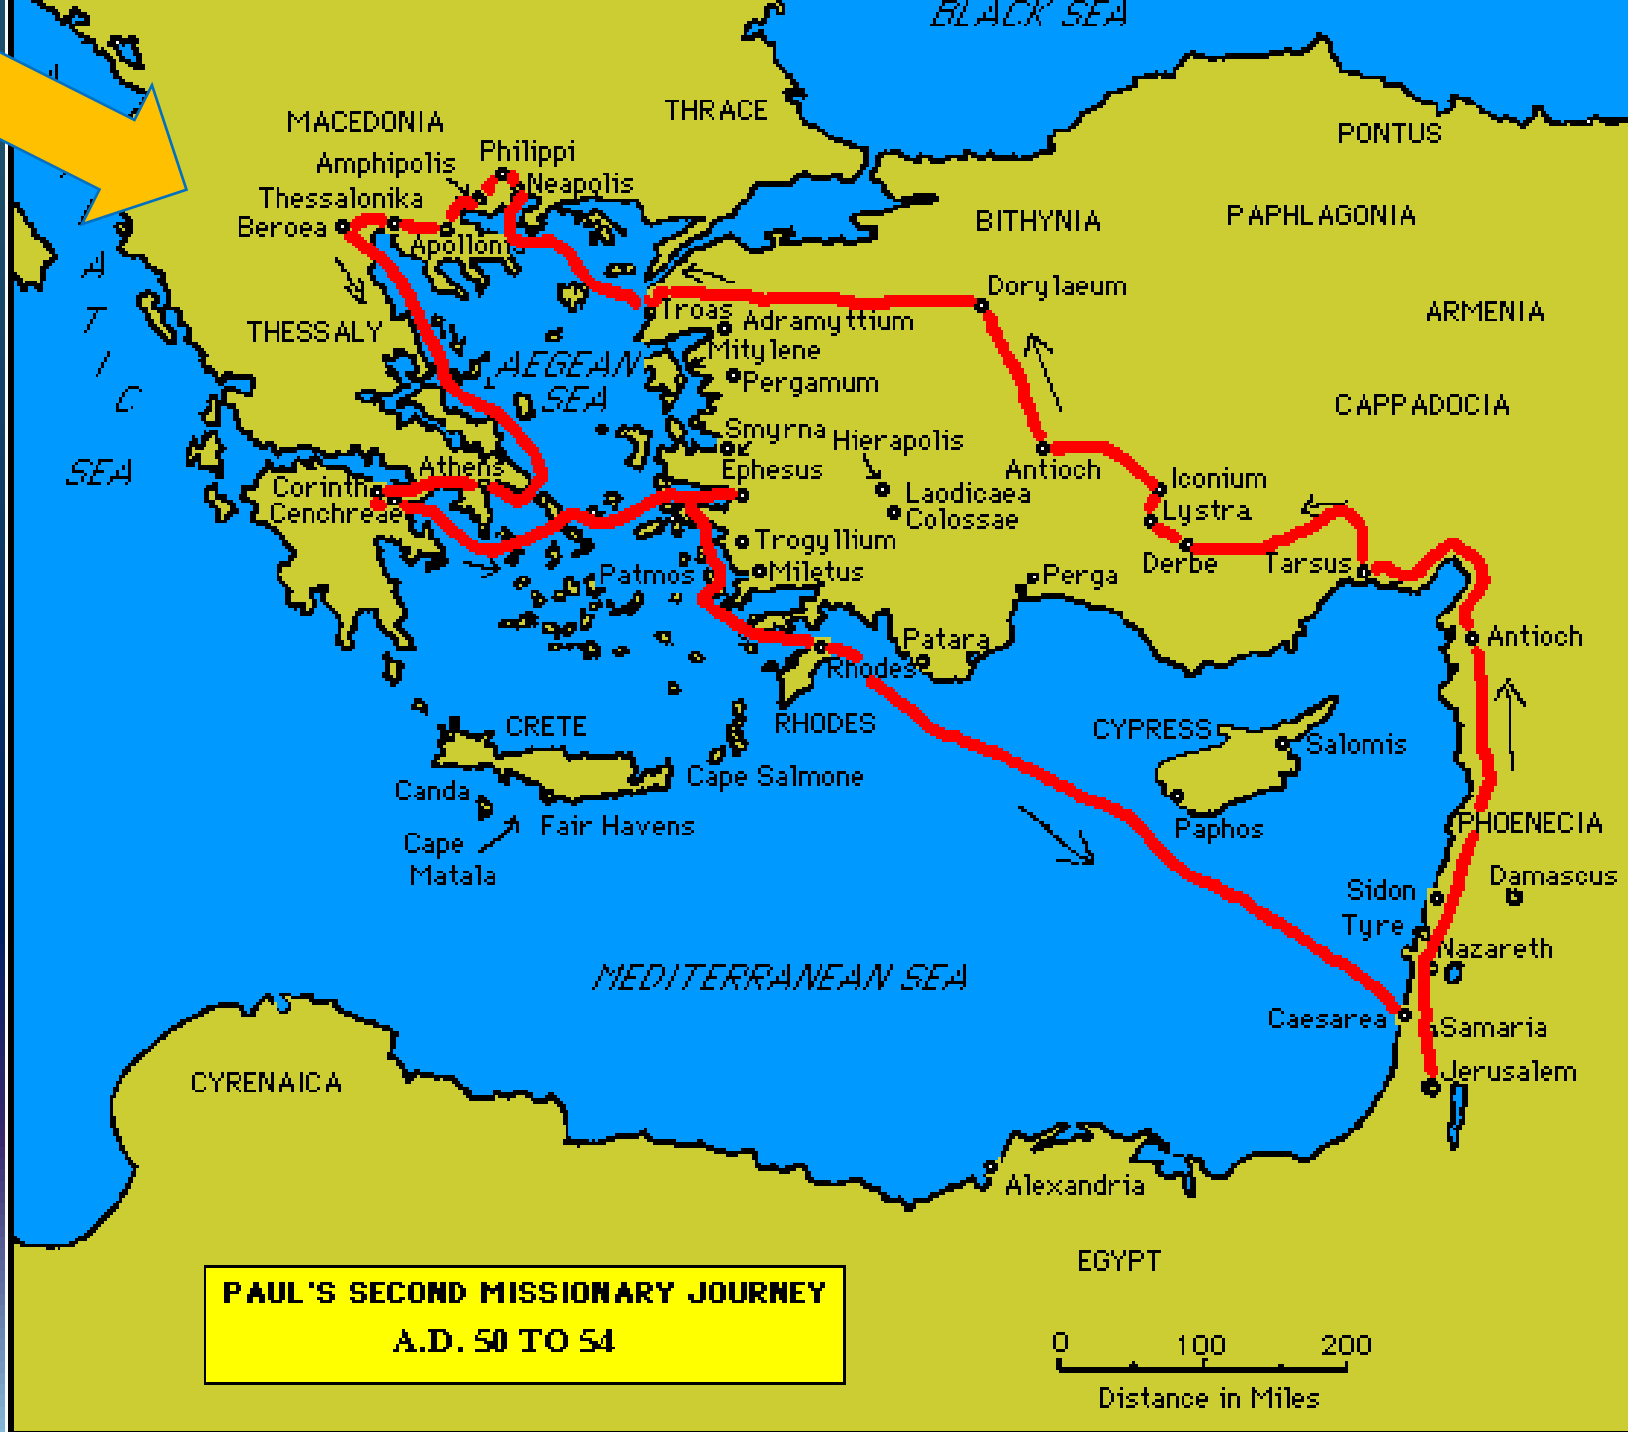 BLACK SEA
MACEDONIA
THRACE
PONTUS
Amphipolis
Philippi
Neapolis
Thessalonika
Beroea
Apollonia
BITHYNIA
PAPHLAGONIA
A
T
I
C
SEA
Dorylaeum
ARMENIA
THESSALY
Troas
Adramyttium
Mitylene
AEGEAN
SEA
Pergamum
CAPPADOCIA
Smyrna
Hierapolis
Ephesus
Antioch
Athens
Corinth
Cenchreae
Iconium
Laodicaea
Lystra
Colossae
Trogyllium
Derbe
Tarsus
Patmos
Miletus
Perga
Patara
Antioch
Rhodes
CRETE
RHODES
CYPRESS
Salomis
Cape Salmone
Canda
Fair Havens
Paphos
PHOENECIA
Cape
Matala
Sidon
Damascus
Tyre
Nazareth
MEDITERRANEAN SEA
Caesarea
Samaria
Jerusalem
CYRENAICA
Alexandria
EGYPT
PAUL'S SECOND MISSIONARY JOURNEY
A.D. 50 TO 54
0 100 200
Distance in Miles